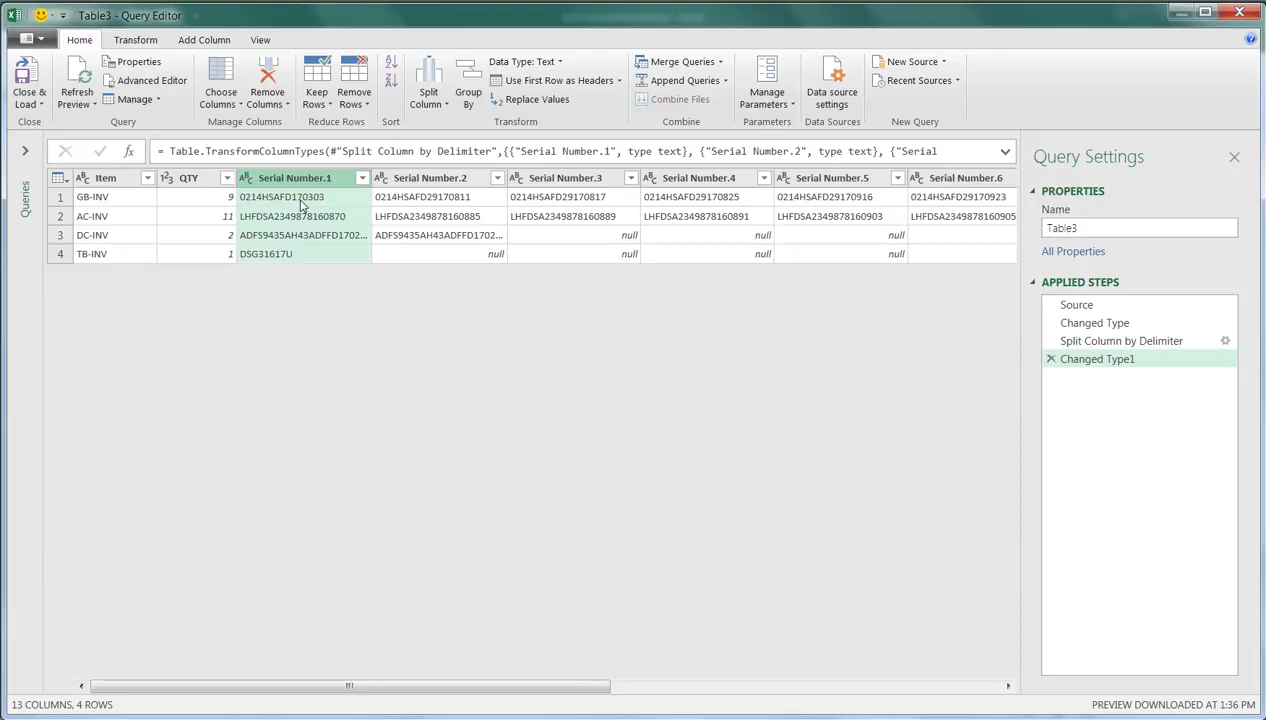 Table3 - Query Editor
Home Transform Add Column View
Close & Load
Close
Refresh Preview
Properties
Advanced Editor
Manage
Query
Choose Columns
Remove Columns
Manage Columns
Keep Rows
Remove Rows
Reduce Rows
Sort
Split Column
Group By
Data Type: Text
Use First Row as Headers
Replace Values
Transform
Merge Queries
Append Queries
Combine Files
Combine
Manage Parameters
Parameters
Data source settings
Data Sources
New Source
Recent Sources
New Query
Queries
fx = Table.TransformColumnTypes(#"Split Column by Delimiter",{{"Serial Number.1", type text}, {"Serial Number.2", type text}, {"Serial
Item QTY Serial Number.1 Serial Number.2 Serial Number.3 Serial Number.4 Serial Number.5 Serial Number.6
1 GB-INV 9 0214HSAFD170303 0214HSAFD29170811 0214HSAFD29170817 0214HSAFD29170825 0214HSAFD29170916 0214HSAFD29170923
2 AC-INV 11 LHFDSA2349878160870 LHFDSA2349878160885 LHFDSA2349878160889 LHFDSA2349878160891 LHFDSA2349878160903 LHFDSA2349878160905
3 DC-INV 2 ADFS9435AH43ADFFD1702... ADFS9435AH43ADFFD1702... null null null
4 TB-INV 1 DSG31617U null null null null
Query Settings
PROPERTIES
Name
Table3
All Properties
APPLIED STEPS
Source
Changed Type
Split Column by Delimiter
Changed Type1
13 COLUMNS, 4 ROWS
PREVIEW DOWNLOADED AT 1:36 PM